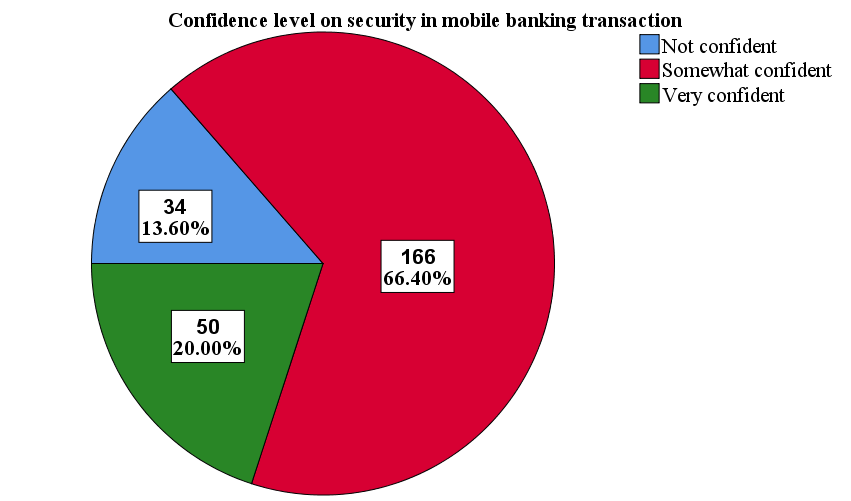 Confidence level on security in mobile banking transaction
Not confident
Somewhat confident
Very confident
34
13.60%
166
66.40%
50
20.00%